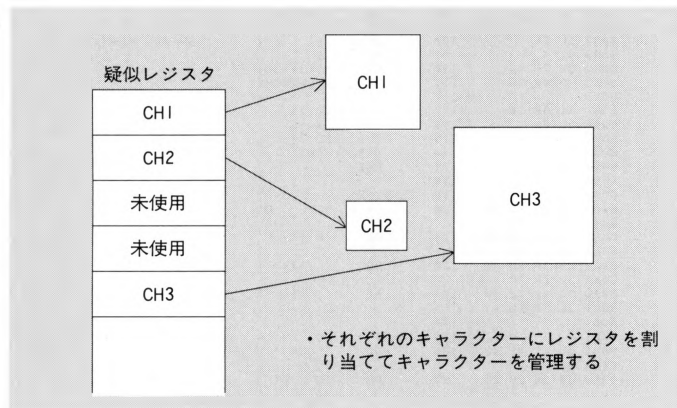 疑似レジスタ
CH1
CH2
未使用
未使用
CH3
CH1
CH2
CH3
・それぞれのキャラクターにレジスタを割
り当ててキャラクターを管理する